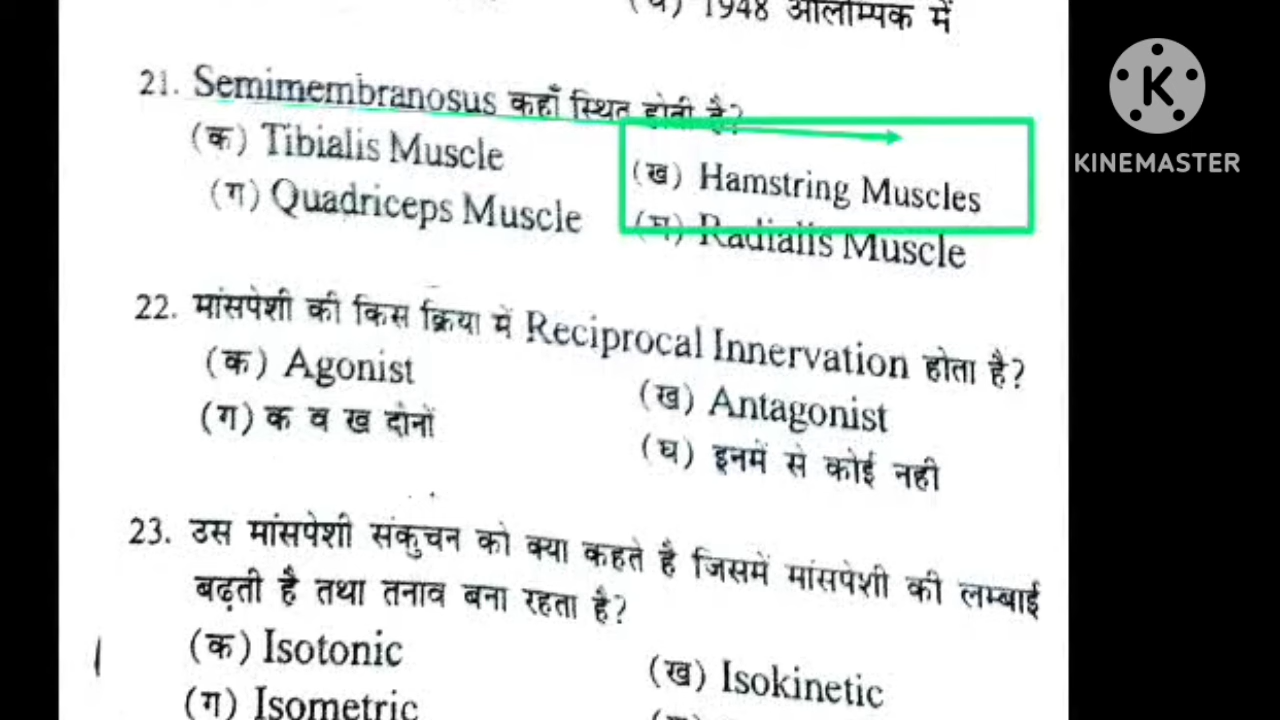 (घ) 1948 ओलम्पिक में
21. Semimembranosus कहाँ स्थित होती है?
(क) Tibialis Muscle
(ख) Hamstring Muscles
(ग) Quadriceps Muscle
(घ) Radialis Muscle
22. मांसपेशी की किस क्रिया में Reciprocal Innervation होता है?
(क) Agonist
(ख) Antagonist
(ग) क व ख दोनों
(घ) इनमें से कोई नही
23. उस मांसपेशी संकुचन को क्या कहते है जिसमें मांसपेशी की लम्बाई
बढ़ती है तथा तनाव बना रहता है?
(क) Isotonic
(ख) Isokinetic
(ग) Isometric
K
KINEMASTER